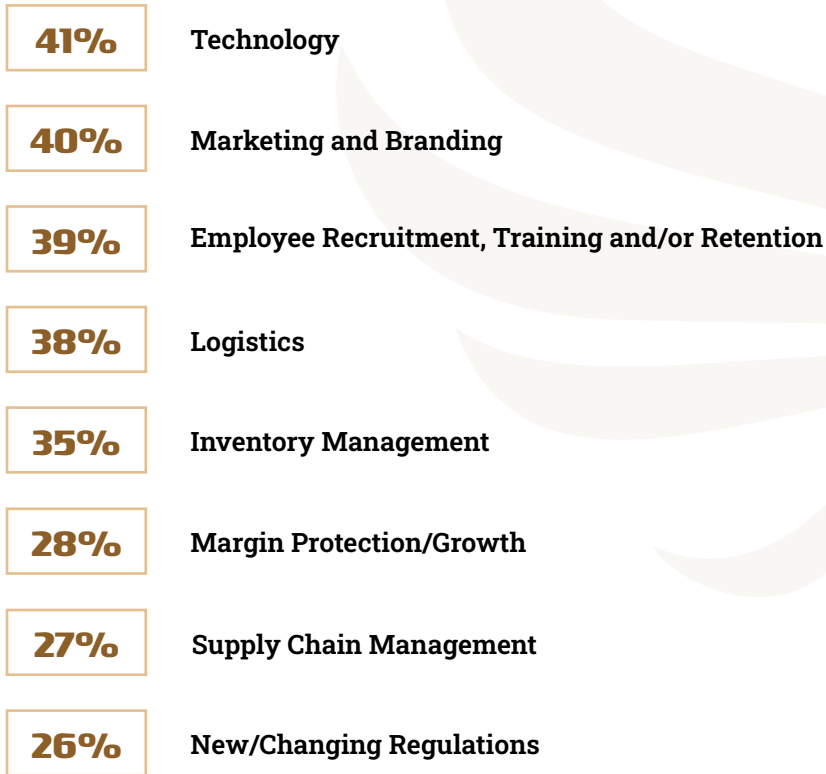 41% Technology
40% Marketing and Branding
39% Employee Recruitment, Training and/or Retention
38% Logistics
35% Inventory Management
28% Margin Protection/Growth
27% Supply Chain Management
26% New/Changing Regulations